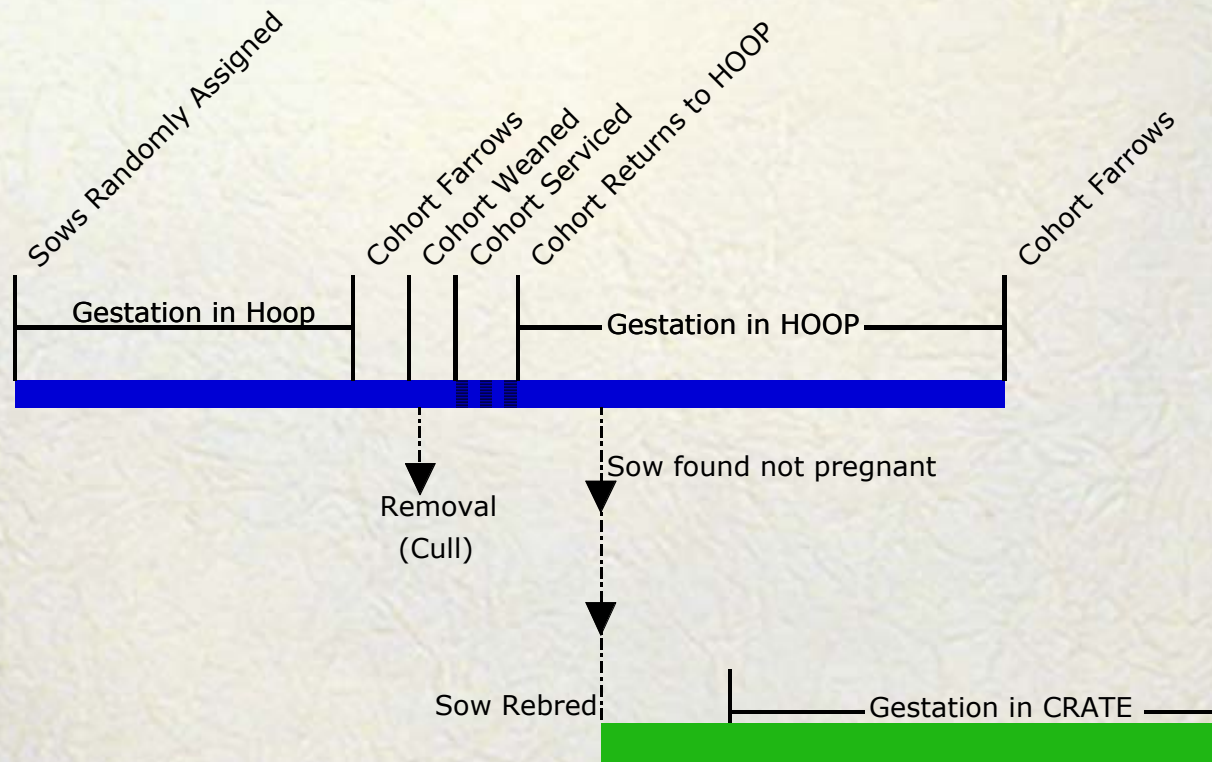 Sows Randomly Assigned
Cohort Farrows
Cohort Weaned
Cohort Serviced
Cohort Returns to HOOP
Cohort Farrows
Gestation in Hoop
Gestation in HOOP
Sow found not pregnant
Removal
(Cull)
Sow Rebred
Gestation in CRATE